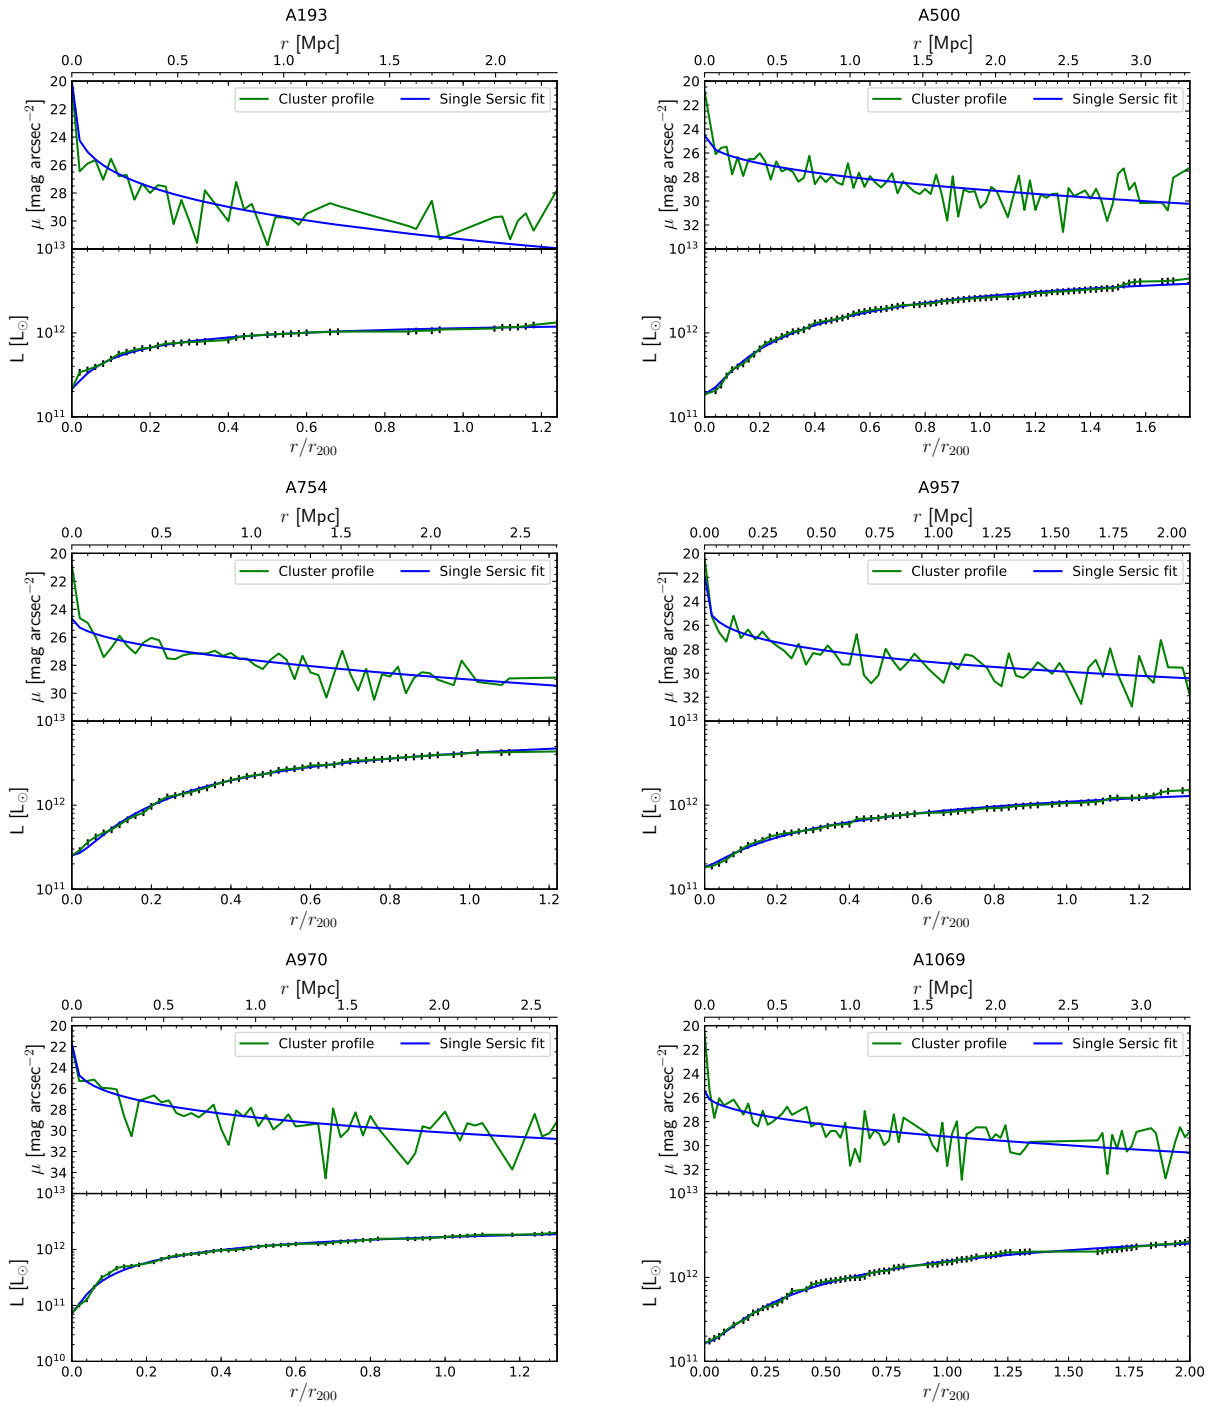 A193
r [Mpc]
0.0 0.5 1.0 1.5 2.0
20
22
24
26
28
30
μ [mag arcsec⁻²]
Cluster profile Single Sersic fit
10¹³
10¹²
10¹¹
L [L☉]
0.0 0.2 0.4 0.6 0.8 1.0 1.2
r/r₂₀₀
A500
r [Mpc]
0.0 0.5 1.0 1.5 2.0 2.5 3.0
20
22
24
26
28
30
32
μ [mag arcsec⁻²]
Cluster profile Single Sersic fit
10¹³
10¹²
10¹¹
L [L☉]
0.0 0.2 0.4 0.6 0.8 1.0 1.2 1.4 1.6
r/r₂₀₀
A754
r [Mpc]
0.0 0.5 1.0 1.5 2.0 2.5
20
22
24
26
28
30
μ [mag arcsec⁻²]
Cluster profile Single Sersic fit
10¹³
10¹²
10¹¹
L [L☉]
0.0 0.2 0.4 0.6 0.8 1.0 1.2
r/r₂₀₀
A957
r [Mpc]
0.00 0.25 0.50 0.75 1.00 1.25 1.50 1.75 2.00
20
22
24
26
28
30
32
μ [mag arcsec⁻²]
Cluster profile Single Sersic fit
10¹³
10¹²
10¹¹
L [L☉]
0.0 0.2 0.4 0.6 0.8 1.0 1.2
r/r₂₀₀
A970
r [Mpc]
0.0 0.5 1.0 1.5 2.0 2.5
20
22
24
26
28
30
32
34
μ [mag arcsec⁻²]
Cluster profile Single Sersic fit
10¹³
10¹²
10¹¹
10¹⁰
L [L☉]
0.0 0.2 0.4 0.6 0.8 1.0 1.2
r/r₂₀₀
A1069
r [Mpc]
0.0 0.5 1.0 1.5 2.0 2.5 3.0
20
22
24
26
28
30
32
μ [mag arcsec⁻²]
Cluster profile Single Sersic fit
10¹³
10¹²
10¹¹
L [L☉]
0.00 0.25 0.50 0.75 1.00 1.25 1.50 1.75 2.00
r/r₂₀₀